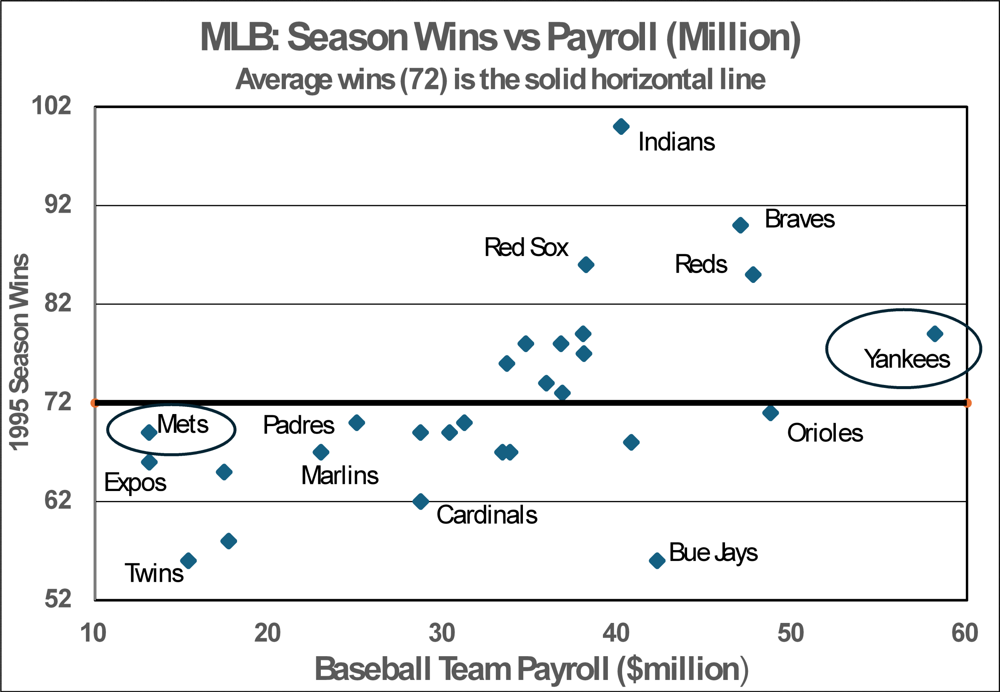 MLB: Season Wins vs Payroll (Million)
Average wins (72) is the solid horizontal line
102
Indians
92
Braves
Red Sox
Reds
82
Yankees
1995 Season Wins
72
Mets
Padres
Orioles
Expos
Marlins
62
Cardinals
Bue Jays
Twins
52
10 20 30 40 50 60
Baseball Team Payroll ($million)